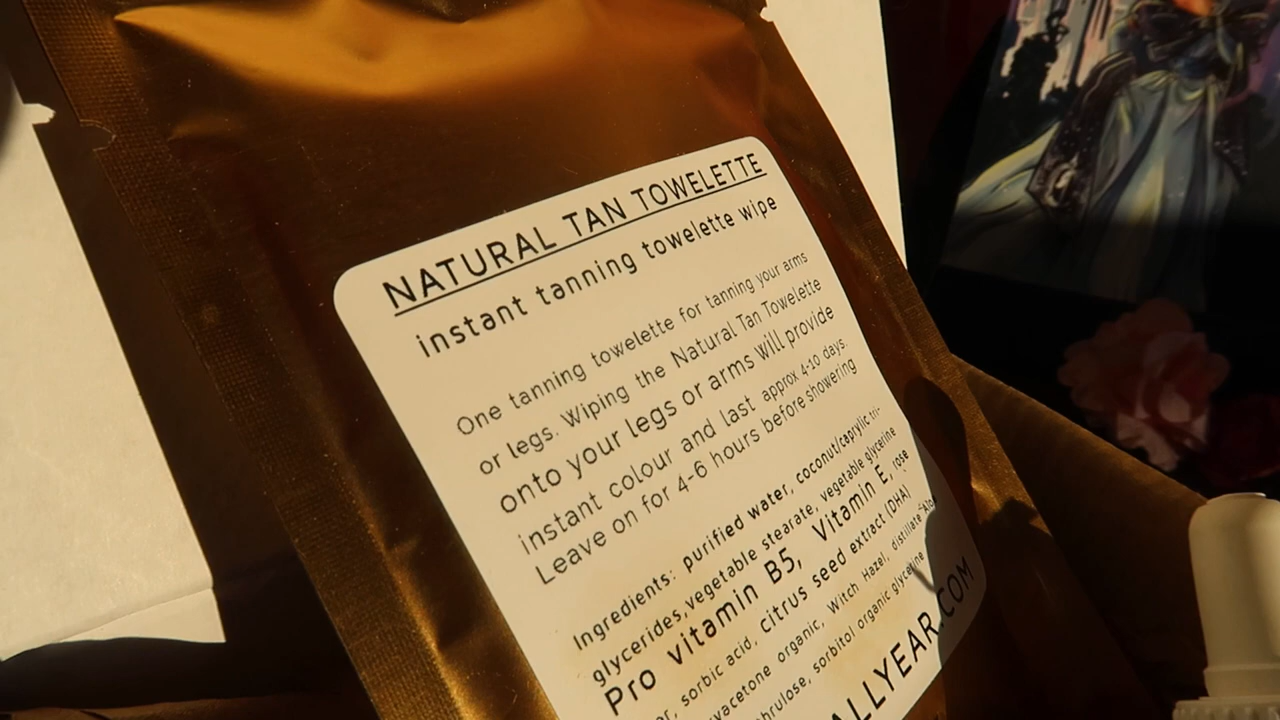 NATURAL TAN TOWELETTE
instant tanning towelette wipe
One tanning towelette for tanning your arms
or legs. Wiping the Natural Tan Towelette
onto your legs or arms will provide
instant colour and last approx 4-10 days.
Leave on for 4-6 hours before showering
Ingredients: purified water, coconut/caprylic tri-
glycerides, vegetable stearate, vegetable glycerine
Pro vitamin B5, Vitamin E, rose
sorbic acid, citrus seed extract (DHA)
organic, Witch Hazel, distillate
sorbitol organic glycerine
ALLYEAR.COM